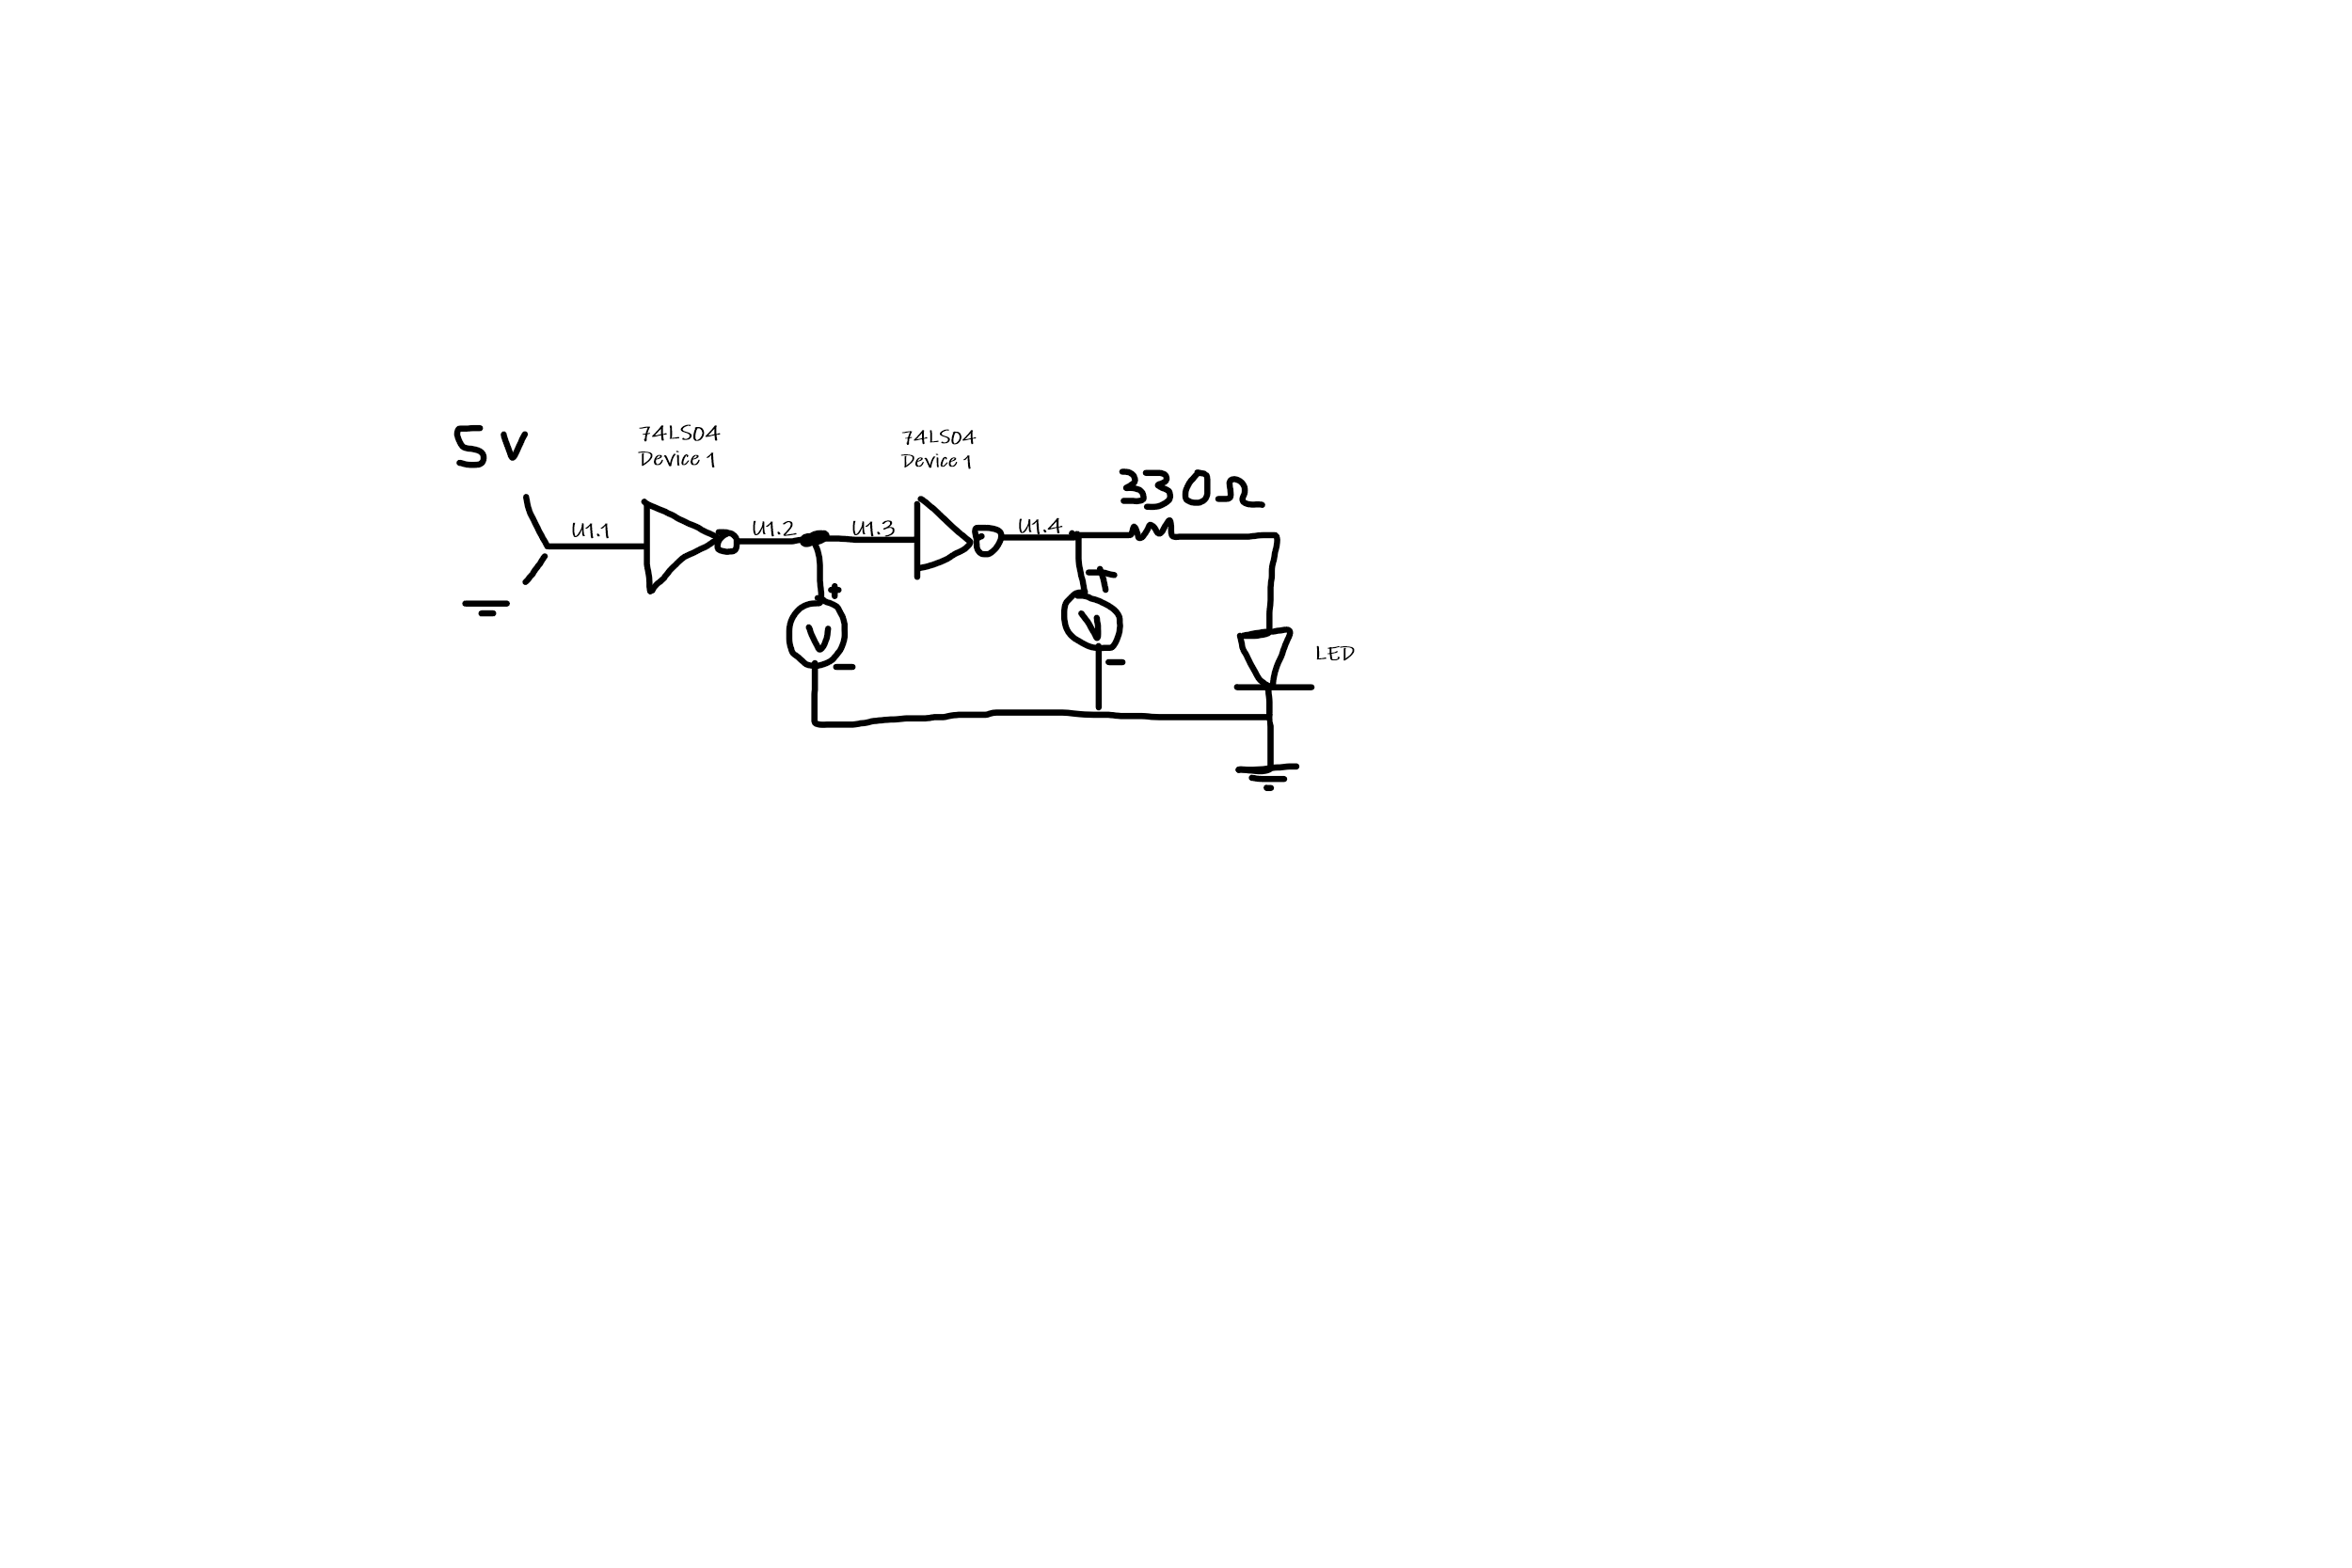 5V
74LS04
Device 1
74LS04
Device 1
330Ω
U1.1
U1.2
U1.3
U1.4
+
+
V
V
-
-
LED